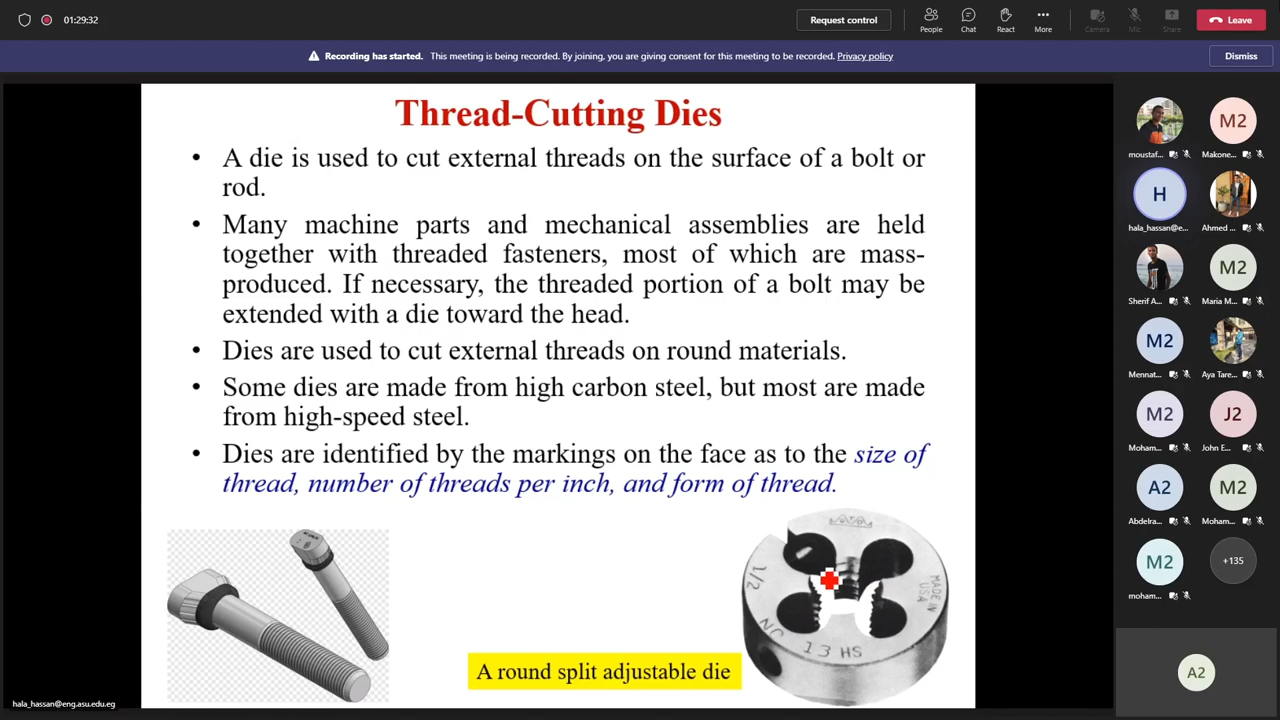 01:29:32
Request control
People
Chat
React
More
Camera
Mic
Share
Leave
Recording has started. This meeting is being recorded. By joining, you are giving consent for this meeting to be recorded. Privacy policy
Dismiss
Thread-Cutting Dies
• A die is used to cut external threads on the surface of a bolt or
rod.
• Many machine parts and mechanical assemblies are held
together with threaded fasteners, most of which are mass-
produced. If necessary, the threaded portion of a bolt may be
extended with a die toward the head.
• Dies are used to cut external threads on round materials.
• Some dies are made from high carbon steel, but most are made
from high-speed steel.
• Dies are identified by the markings on the face as to the size of
thread, number of threads per inch, and form of thread.
1/2
NC
13 HS
MADE IN
USA
A round split adjustable die
hala_hassan@eng.asu.edu.eg
moustaf...
M2
Makone...
H
hala_hassan@e...
Ahmed ...
Sherif A...
M2
Maria M...
M2
Mennat...
Aya Tare...
M2
Moham...
J2
John E...
A2
Abdelra...
M2
Moham...
M2
moham...
+135
A2